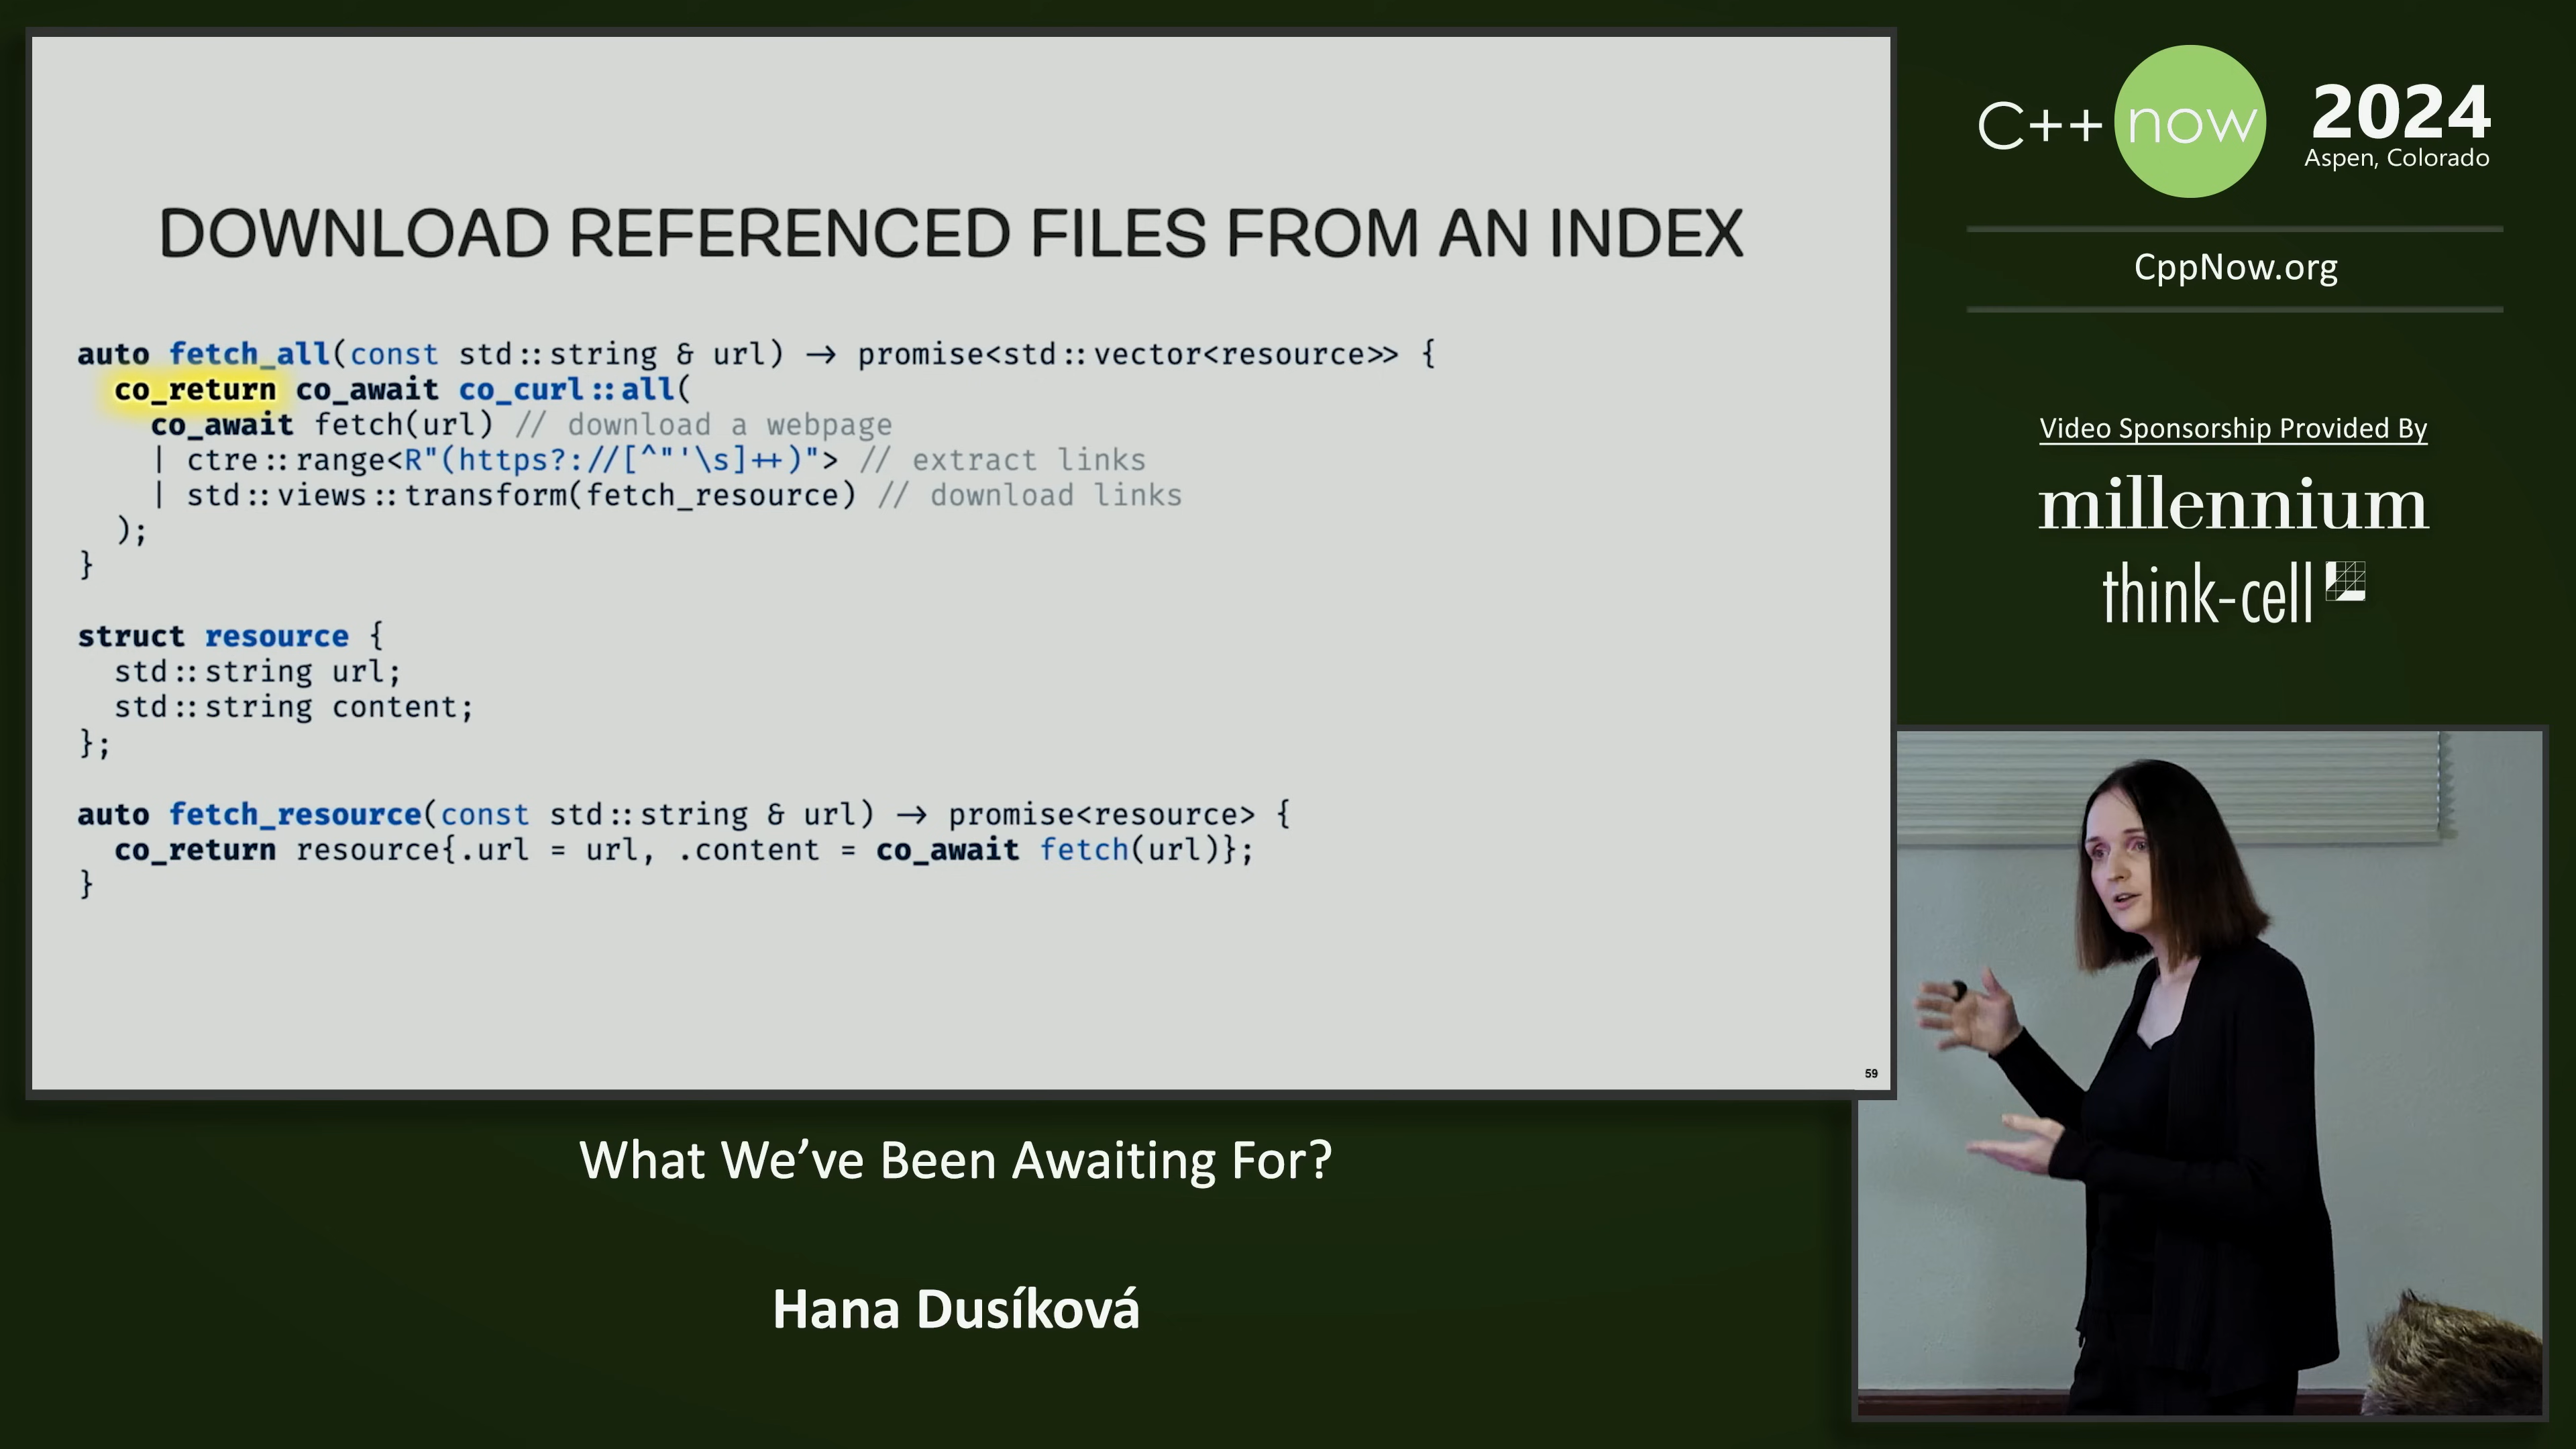 DOWNLOAD REFERENCED FILES FROM AN INDEX
auto fetch_all(const std::string & url) → promise<std::vector<resource>> {
co_return co_await co_curl::all(
co_await fetch(url) // download a webpage
| ctre::range<R"(https?://[^"'\s]++)"> // extract links
| std::views::transform(fetch_resource) // download links
);
}
struct resource {
std::string url;
std::string content;
};
auto fetch_resource(const std::string & url) → promise<resource> {
co_return resource{.url = url, .content = co_await fetch(url)};
}
59
What We’ve Been Awaiting For?
Hana Dusíková
C++ now
2024
Aspen, Colorado
CppNow.org
Video Sponsorship Provided By
millennium
think-cell